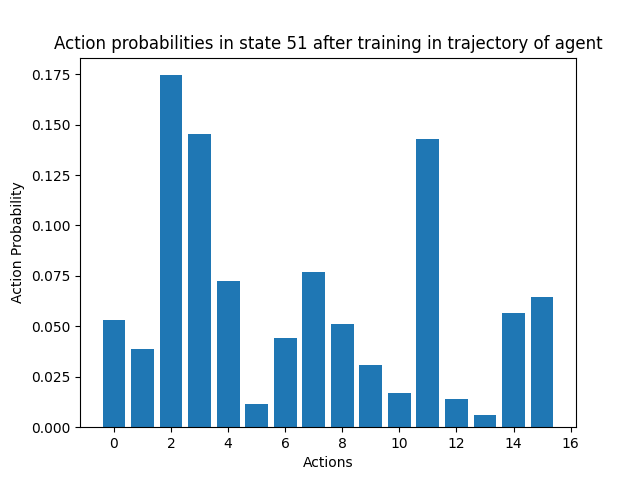 Action probabilities in state 51 after training in trajectory of agent
0.175
0.150
0.125
0.100
0.075
0.050
0.025
0.000
Action Probability
0 2 4 6 8 10 12 14 16
Actions